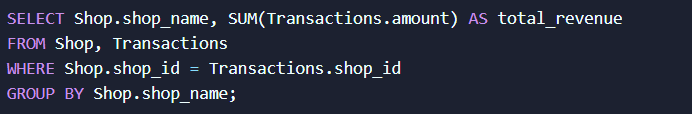 SELECT Shop.shop_name, SUM(Transactions.amount) AS total_revenue
FROM Shop, Transactions
WHERE Shop.shop_id = Transactions.shop_id
GROUP BY Shop.shop_name;